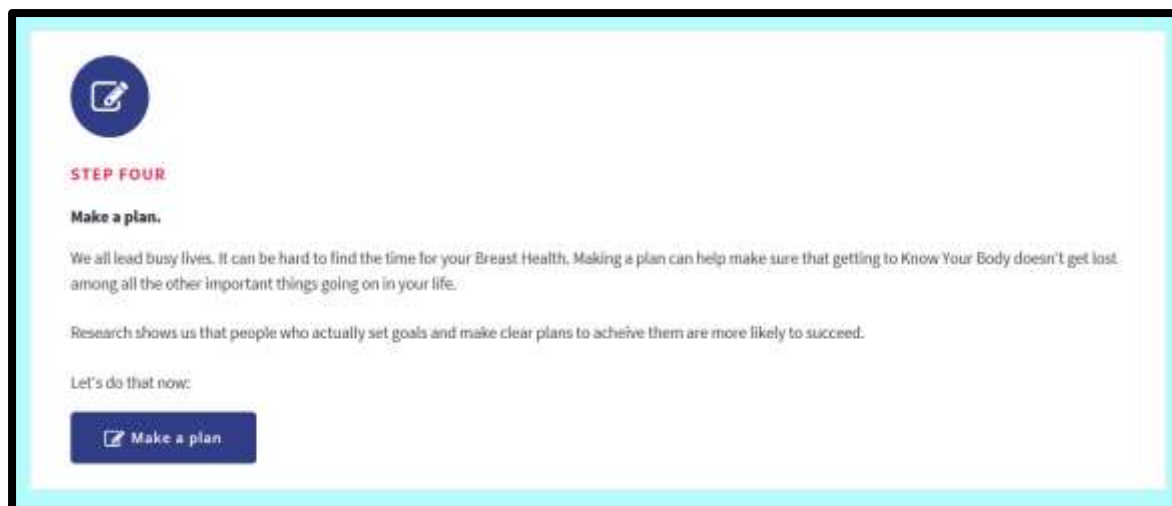 STEP FOUR
Make a plan.
We all lead busy lives. It can be hard to find the time for your Breast Health. Making a plan can help make sure that getting to Know Your Body doesn't get lost
among all the other important things going on in your life.
Research shows us that people who actually set goals and make clear plans to acheive them are more likely to succeed.
Let's do that now:
Make a plan